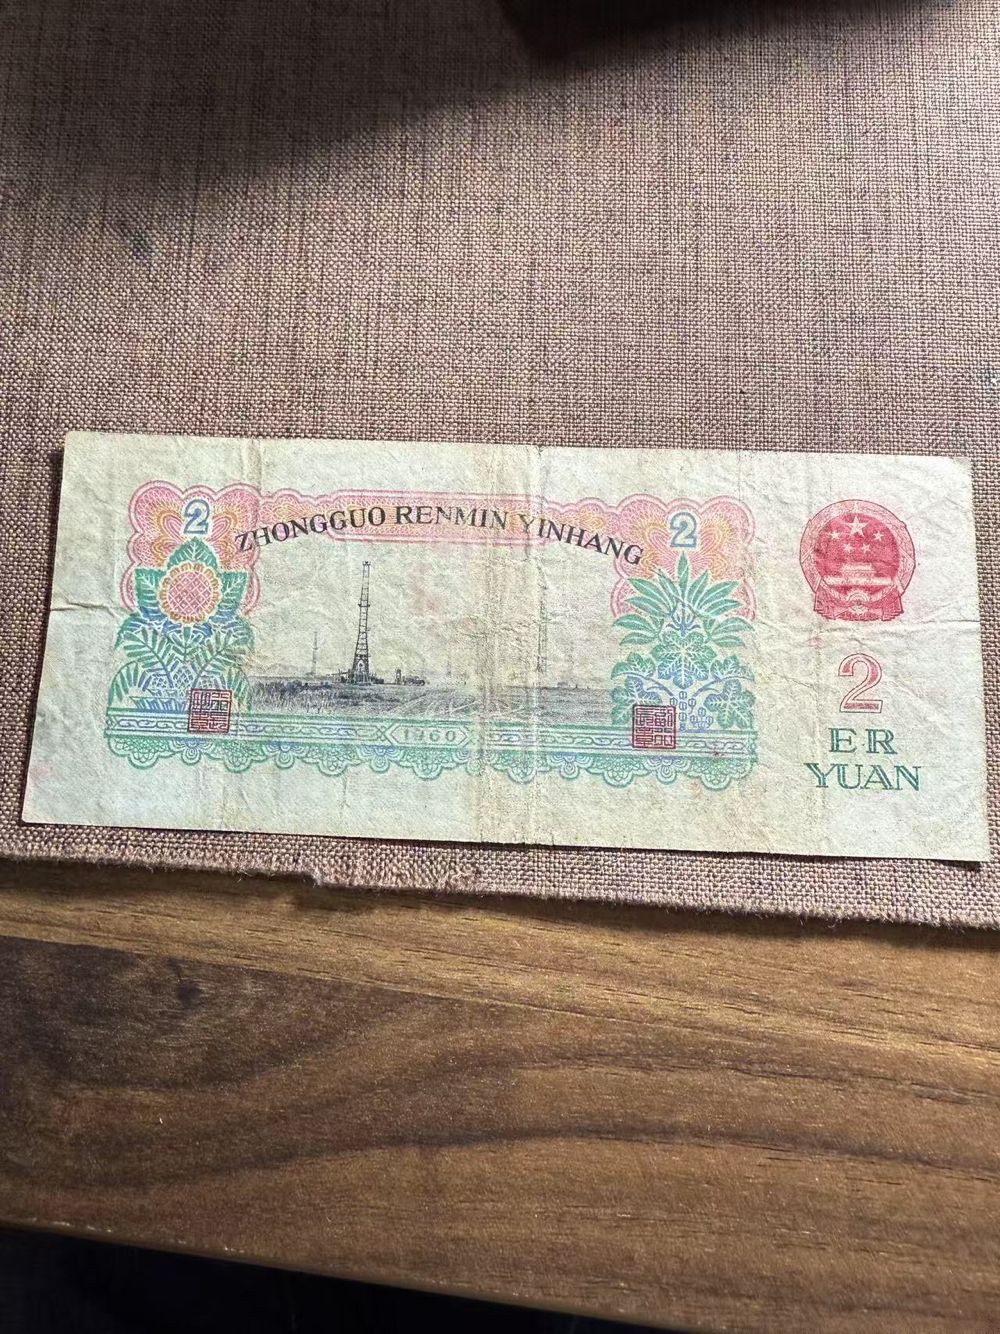 2
2
ZHONGGUO RENMIN YINHANG
1960
2
ER
YUAN